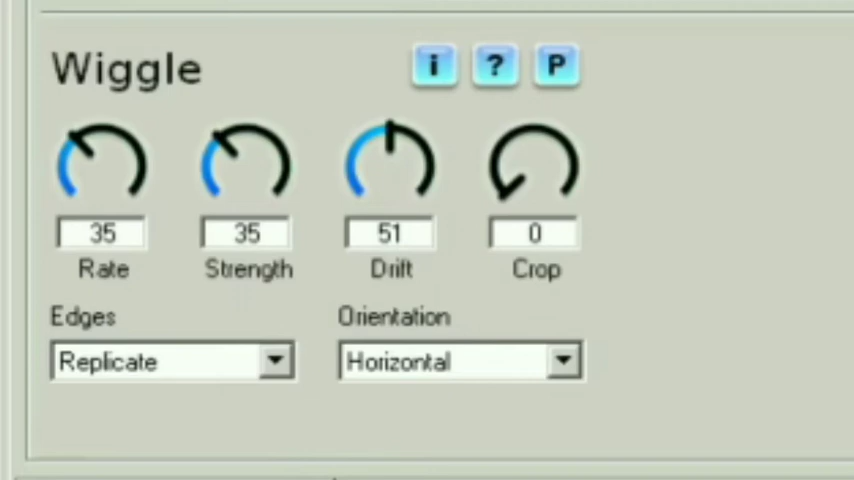 Wiggle i ? P
35 35 51 0
Rate Strength Drift Crop
Edges Orientation
Replicate Horizontal